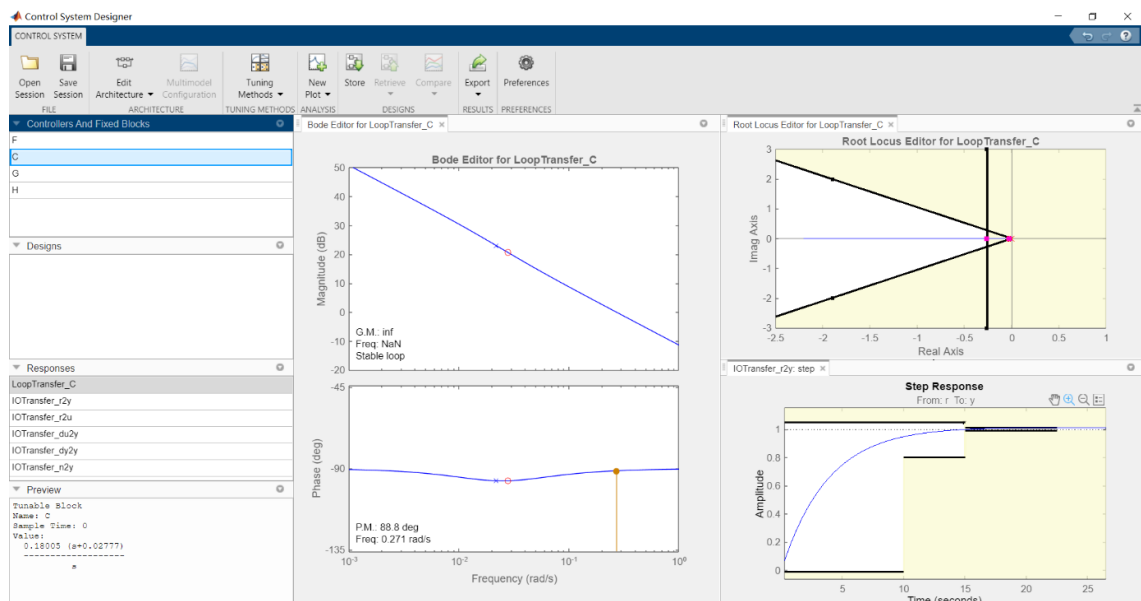 Control System Designer
CONTROL SYSTEM
Open Session
Save Session
Edit Architecture
Multimodel Configuration
Tuning Methods
New Plot
Store
Retrieve
Compare
Export
Preferences
FILE
ARCHITECTURE
TUNING METHODS
ANALYSIS
DESIGNS
RESULTS
PREFERENCES
Controllers And Fixed Blocks
F
C
G
H
Designs
Responses
LoopTransfer_C
IOTransfer_r2y
IOTransfer_r2u
IOTransfer_du2y
IOTransfer_dy2y
IOTransfer_n2y
Preview
Tunable Block
Name: C
Sample Time: 0
Value:
0.18005 (s+0.02777)
-------------------
s
Bode Editor for LoopTransfer_C
Bode Editor for LoopTransfer_C
Magnitude (dB)
50
40
30
20
10
0
-10
-20
G.M.: inf
Freq: NaN
Stable loop
Phase (deg)
-45
-90
-135
P.M.: 88.8 deg
Freq: 0.271 rad/s
10^-3
10^-2
10^-1
10^0
Frequency (rad/s)
Root Locus Editor for LoopTransfer_C
Root Locus Editor for LoopTransfer_C
Imag Axis
3
2
1
0
-1
-2
-3
-2.5
-2
-1.5
-1
-0.5
0
0.5
1
Real Axis
IOTransfer_r2y: step
Step Response
From: r To: y
Amplitude
1
0.8
0.6
0.4
0.2
0
5
10
15
20
25
Time (seconds)